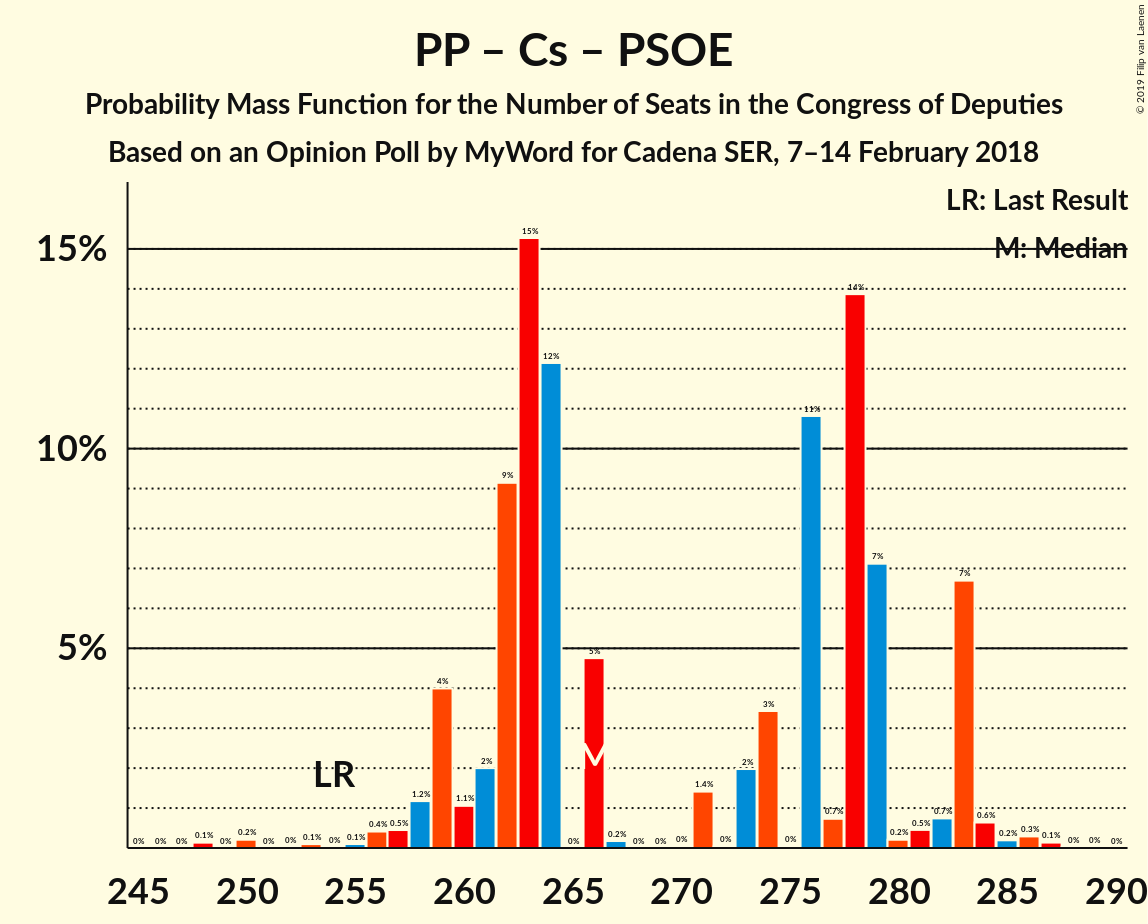 PP – Cs – PSOE
Probability Mass Function for the Number of Seats in the Congress of Deputies
Based on an Opinion Poll by MyWord for Cadena SER, 7–14 February 2018
© 2019 Filip van Laenen
LR: Last Result
M: Median
15%
10%
5%
0% 0% 0% 0.1% 0% 0.2% 0% 0% 0.1% 0% 0.1% 0.4% 0.5% 1.2% 4% 1.1% 2% 9% 15% 12% 0% 5% 0.2% 0% 0% 0% 1.4% 0% 2% 3% 0% 11% 0.7% 14% 7% 0.2% 0.5% 0.7% 7% 0.6% 0.2% 0.3% 0.1% 0% 0% 0%
LR
M
245 250 255 260 265 270 275 280 285 290